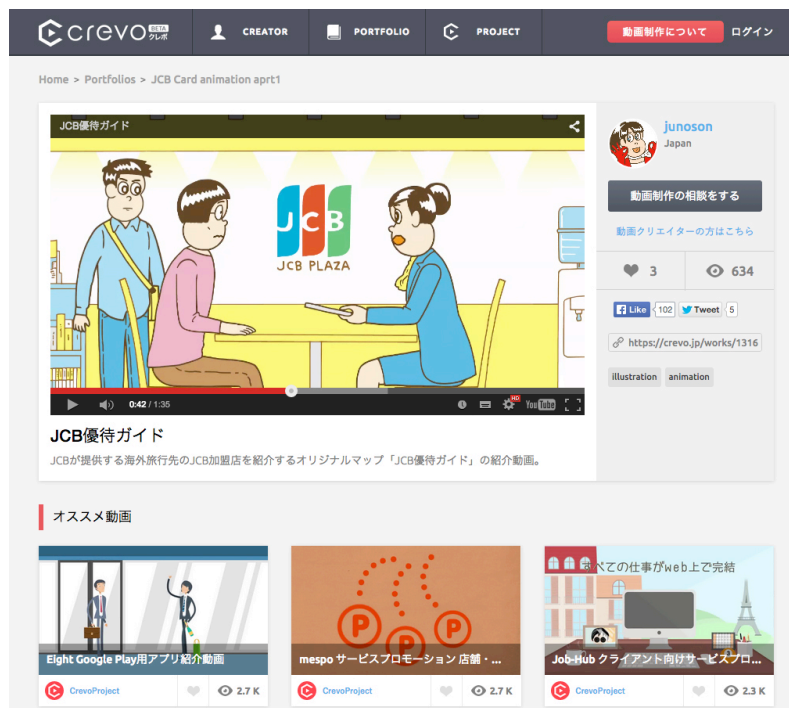 crevo BETA クレボ
CREATOR
PORTFOLIO
PROJECT
動画制作について
ログイン
Home > Portfolios > JCB Card animation aprt1
JCB優待ガイド
JCB
JCB PLAZA
0:42 / 1:35
HD
YouTube
junoson
Japan
動画制作の相談をする
動画クリエイターの方はこちら
3
634
Like 102
Tweet 5
https://crevo.jp/works/1316
illustration
animation
JCB優待ガイド
JCBが提供する海外旅行先のJCB加盟店を紹介するオリジナルマップ「JCB優待ガイド」の紹介動画。
オススメ動画
Eight Google Play用アプリ紹介動画
CrevoProject
2.7 K
P P P
mespo サービスプロモーション 店舗・...
CrevoProject
2.7 K
すべての仕事がweb上で完結
Job-Hub クライアント向けサービスプロ...
CrevoProject
2.3 K